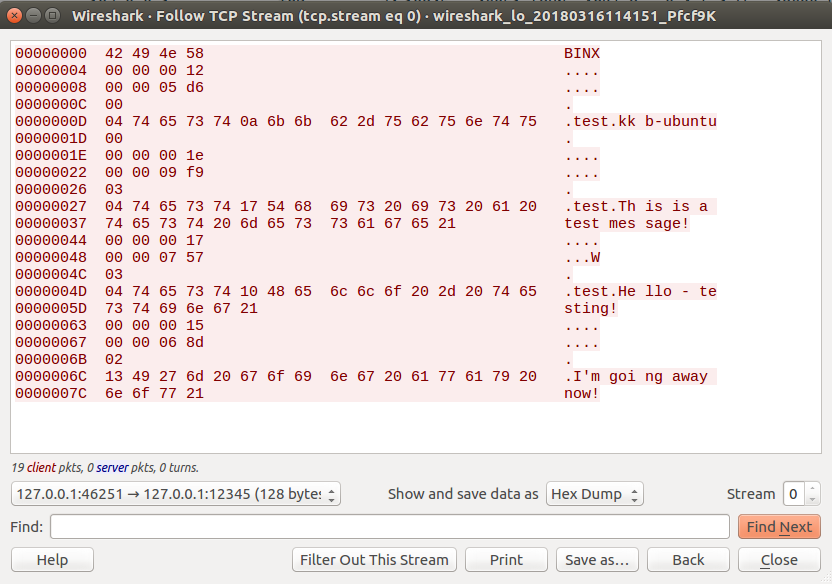 Wireshark · Follow TCP Stream (tcp.stream eq 0) · wireshark_lo_20180316114151_Pfcf9K
00000000  42 49 4e 58  BINX
00000004  00 00 00 12  ....
00000008  00 00 05 d6  ....
0000000C  00  .
0000000D  04 74 65 73 74 0a 6b 6b  62 2d 75 62 75 6e 74 75  .test.kk b-ubuntu
0000001D  00  .
0000001E  00 00 00 1e  ....
00000022  00 00 09 f9  ....
00000026  03  .
00000027  04 74 65 73 74 17 54 68  69 73 20 69 73 20 61 20  .test.Th is is a
00000037  74 65 73 74 20 6d 65 73  73 61 67 65 21  test mes sage!
00000044  00 00 00 17  ....
00000048  00 00 07 57  ...W
0000004C  03  .
0000004D  04 74 65 73 74 10 48 65  6c 6c 6f 20 2d 20 74 65  .test.He llo - te
0000005D  73 74 69 6e 67 21  sting!
00000063  00 00 00 15  ....
00000067  00 00 06 8d  ....
0000006B  02  .
0000006C  13 49 27 6d 20 67 6f 69  6e 67 20 61 77 61 79 20  .I'm goi ng away
0000007C  6e 6f 77 21  now!
19 client pkts, 0 server pkts, 0 turns.
127.0.0.1:46251 → 127.0.0.1:12345 (128 bytes Show and save data as Hex Dump Stream 0
Find: Find Next
Help Filter Out This Stream Print Save as… Back Close